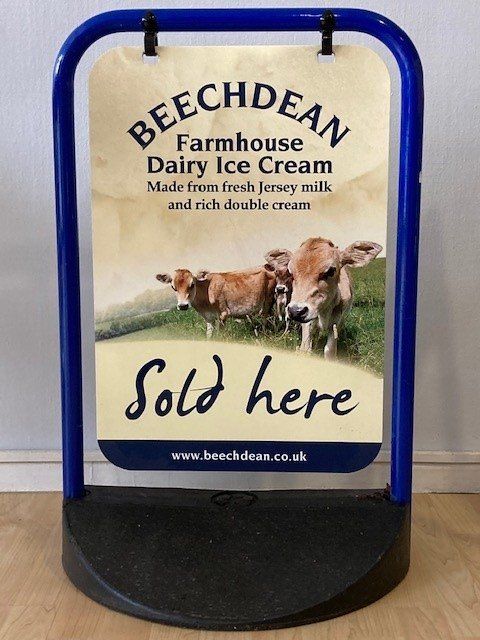 BEECHDEAN
Farmhouse
Dairy Ice Cream
Made from fresh Jersey milk
and rich double cream
Sold here
www.beechdean.co.uk